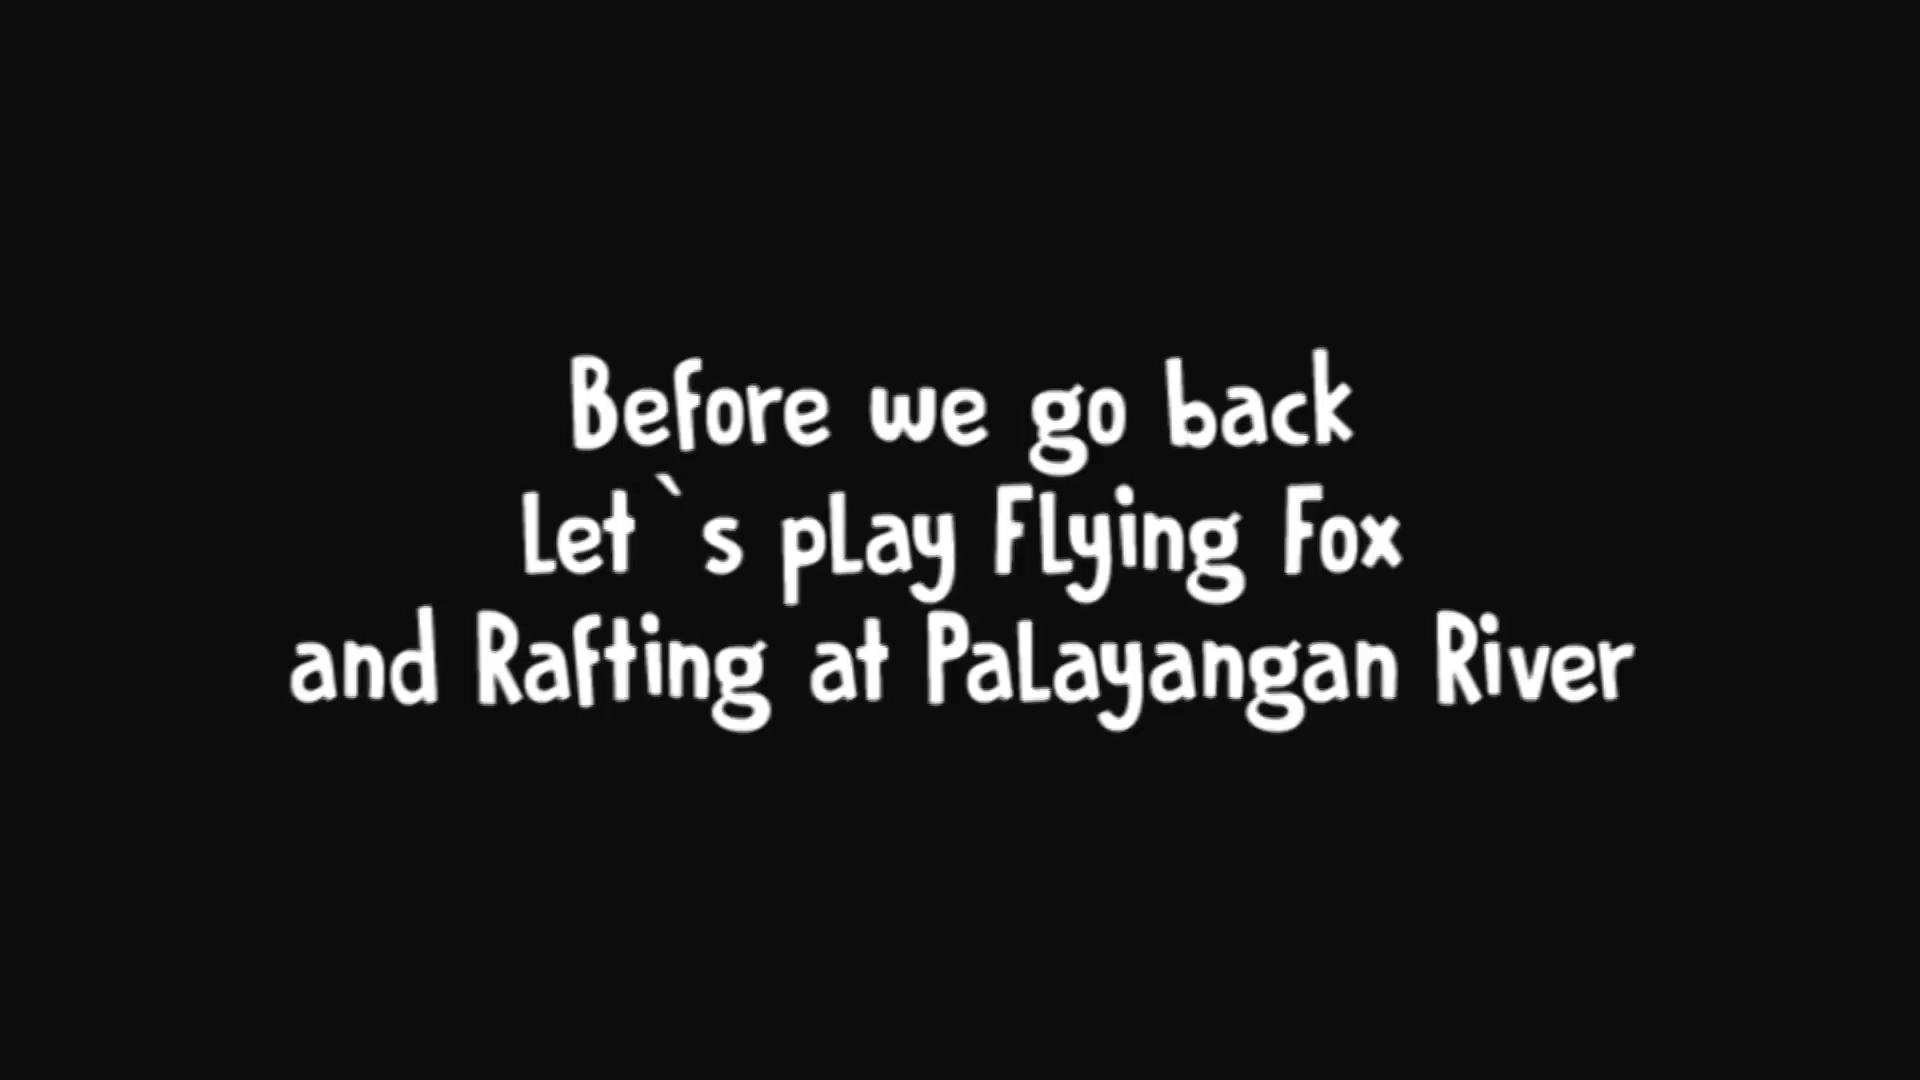 Before we go back
Let`s play Flying Fox
and Rafting at Palayangan River